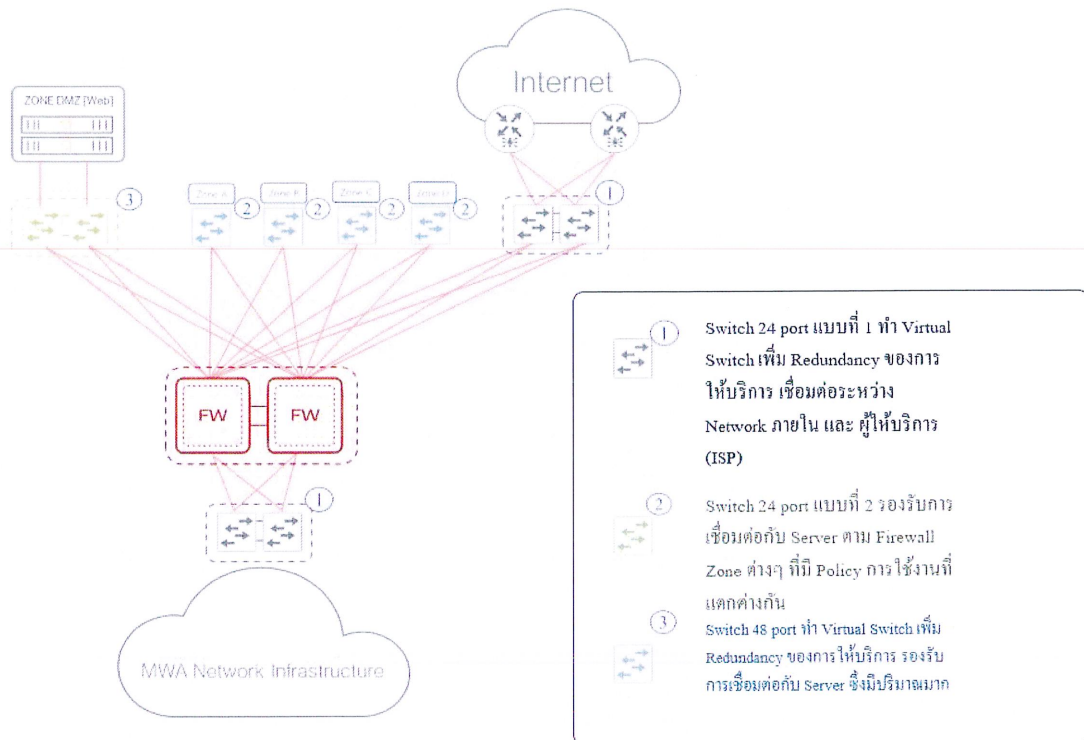 Internet
ZONE DMZ [Web]
3
Zone A
2
Zone B
2
Zone C
2
Zone D
2
1
FW
FW
1
MWA Network Infrastructure
1
Switch 24 port แบบที่ 1 ทำ Virtual
Switch เพิ่ม Redundancy ของการ
ให้บริการ เชื่อมต่อระหว่าง
Network ภายใน และ ผู้ให้บริการ
(ISP)
2
Switch 24 port แบบที่ 2 รองรับการ
เชื่อมต่อกับ Server ตาม Firewall
Zone ต่างๆ ที่มี Policy การใช้งานที่
แตกต่างกัน
3
Switch 48 port ทำ Virtual Switch เพิ่ม
Redundancy ของการให้บริการ รองรับ
การเชื่อมต่อกับ Server ซึ่งมีปริมาณมาก